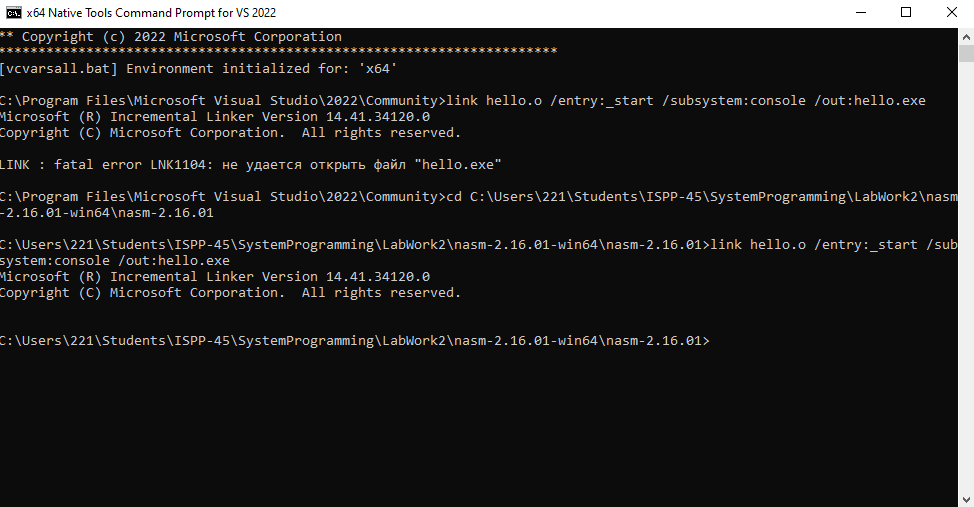 x64 Native Tools Command Prompt for VS 2022
** Copyright (c) 2022 Microsoft Corporation
**********************************************************************
[vcvarsall.bat] Environment initialized for: 'x64'
C:\Program Files\Microsoft Visual Studio\2022\Community>link hello.o /entry:_start /subsystem:console /out:hello.exe
Microsoft (R) Incremental Linker Version 14.41.34120.0
Copyright (C) Microsoft Corporation.  All rights reserved.
LINK : fatal error LNK1104: не удается открыть файл "hello.exe"
C:\Program Files\Microsoft Visual Studio\2022\Community>cd C:\Users\221\Students\ISPP-45\SystemProgramming\LabWork2\nasm
-2.16.01-win64\nasm-2.16.01
C:\Users\221\Students\ISPP-45\SystemProgramming\LabWork2\nasm-2.16.01-win64\nasm-2.16.01>link hello.o /entry:_start /sub
system:console /out:hello.exe
Microsoft (R) Incremental Linker Version 14.41.34120.0
Copyright (C) Microsoft Corporation.  All rights reserved.
C:\Users\221\Students\ISPP-45\SystemProgramming\LabWork2\nasm-2.16.01-win64\nasm-2.16.01>